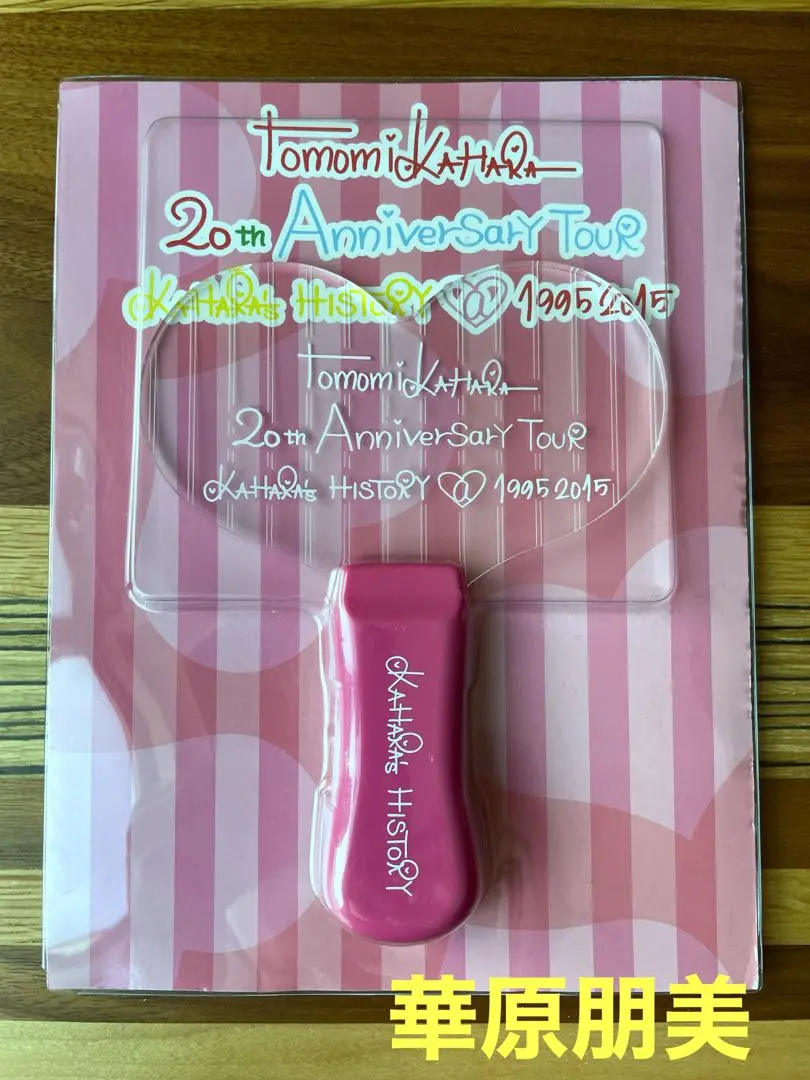 Tomomi KAHARA
20th Anniversary Tour
KAHARA's HISTORY @ 1995 2015
Tomomi KAHARA
20th Anniversary Tour
KAHARA's HISTORY @ 1995 2015
KAHARA's HISTORY
華原朋美